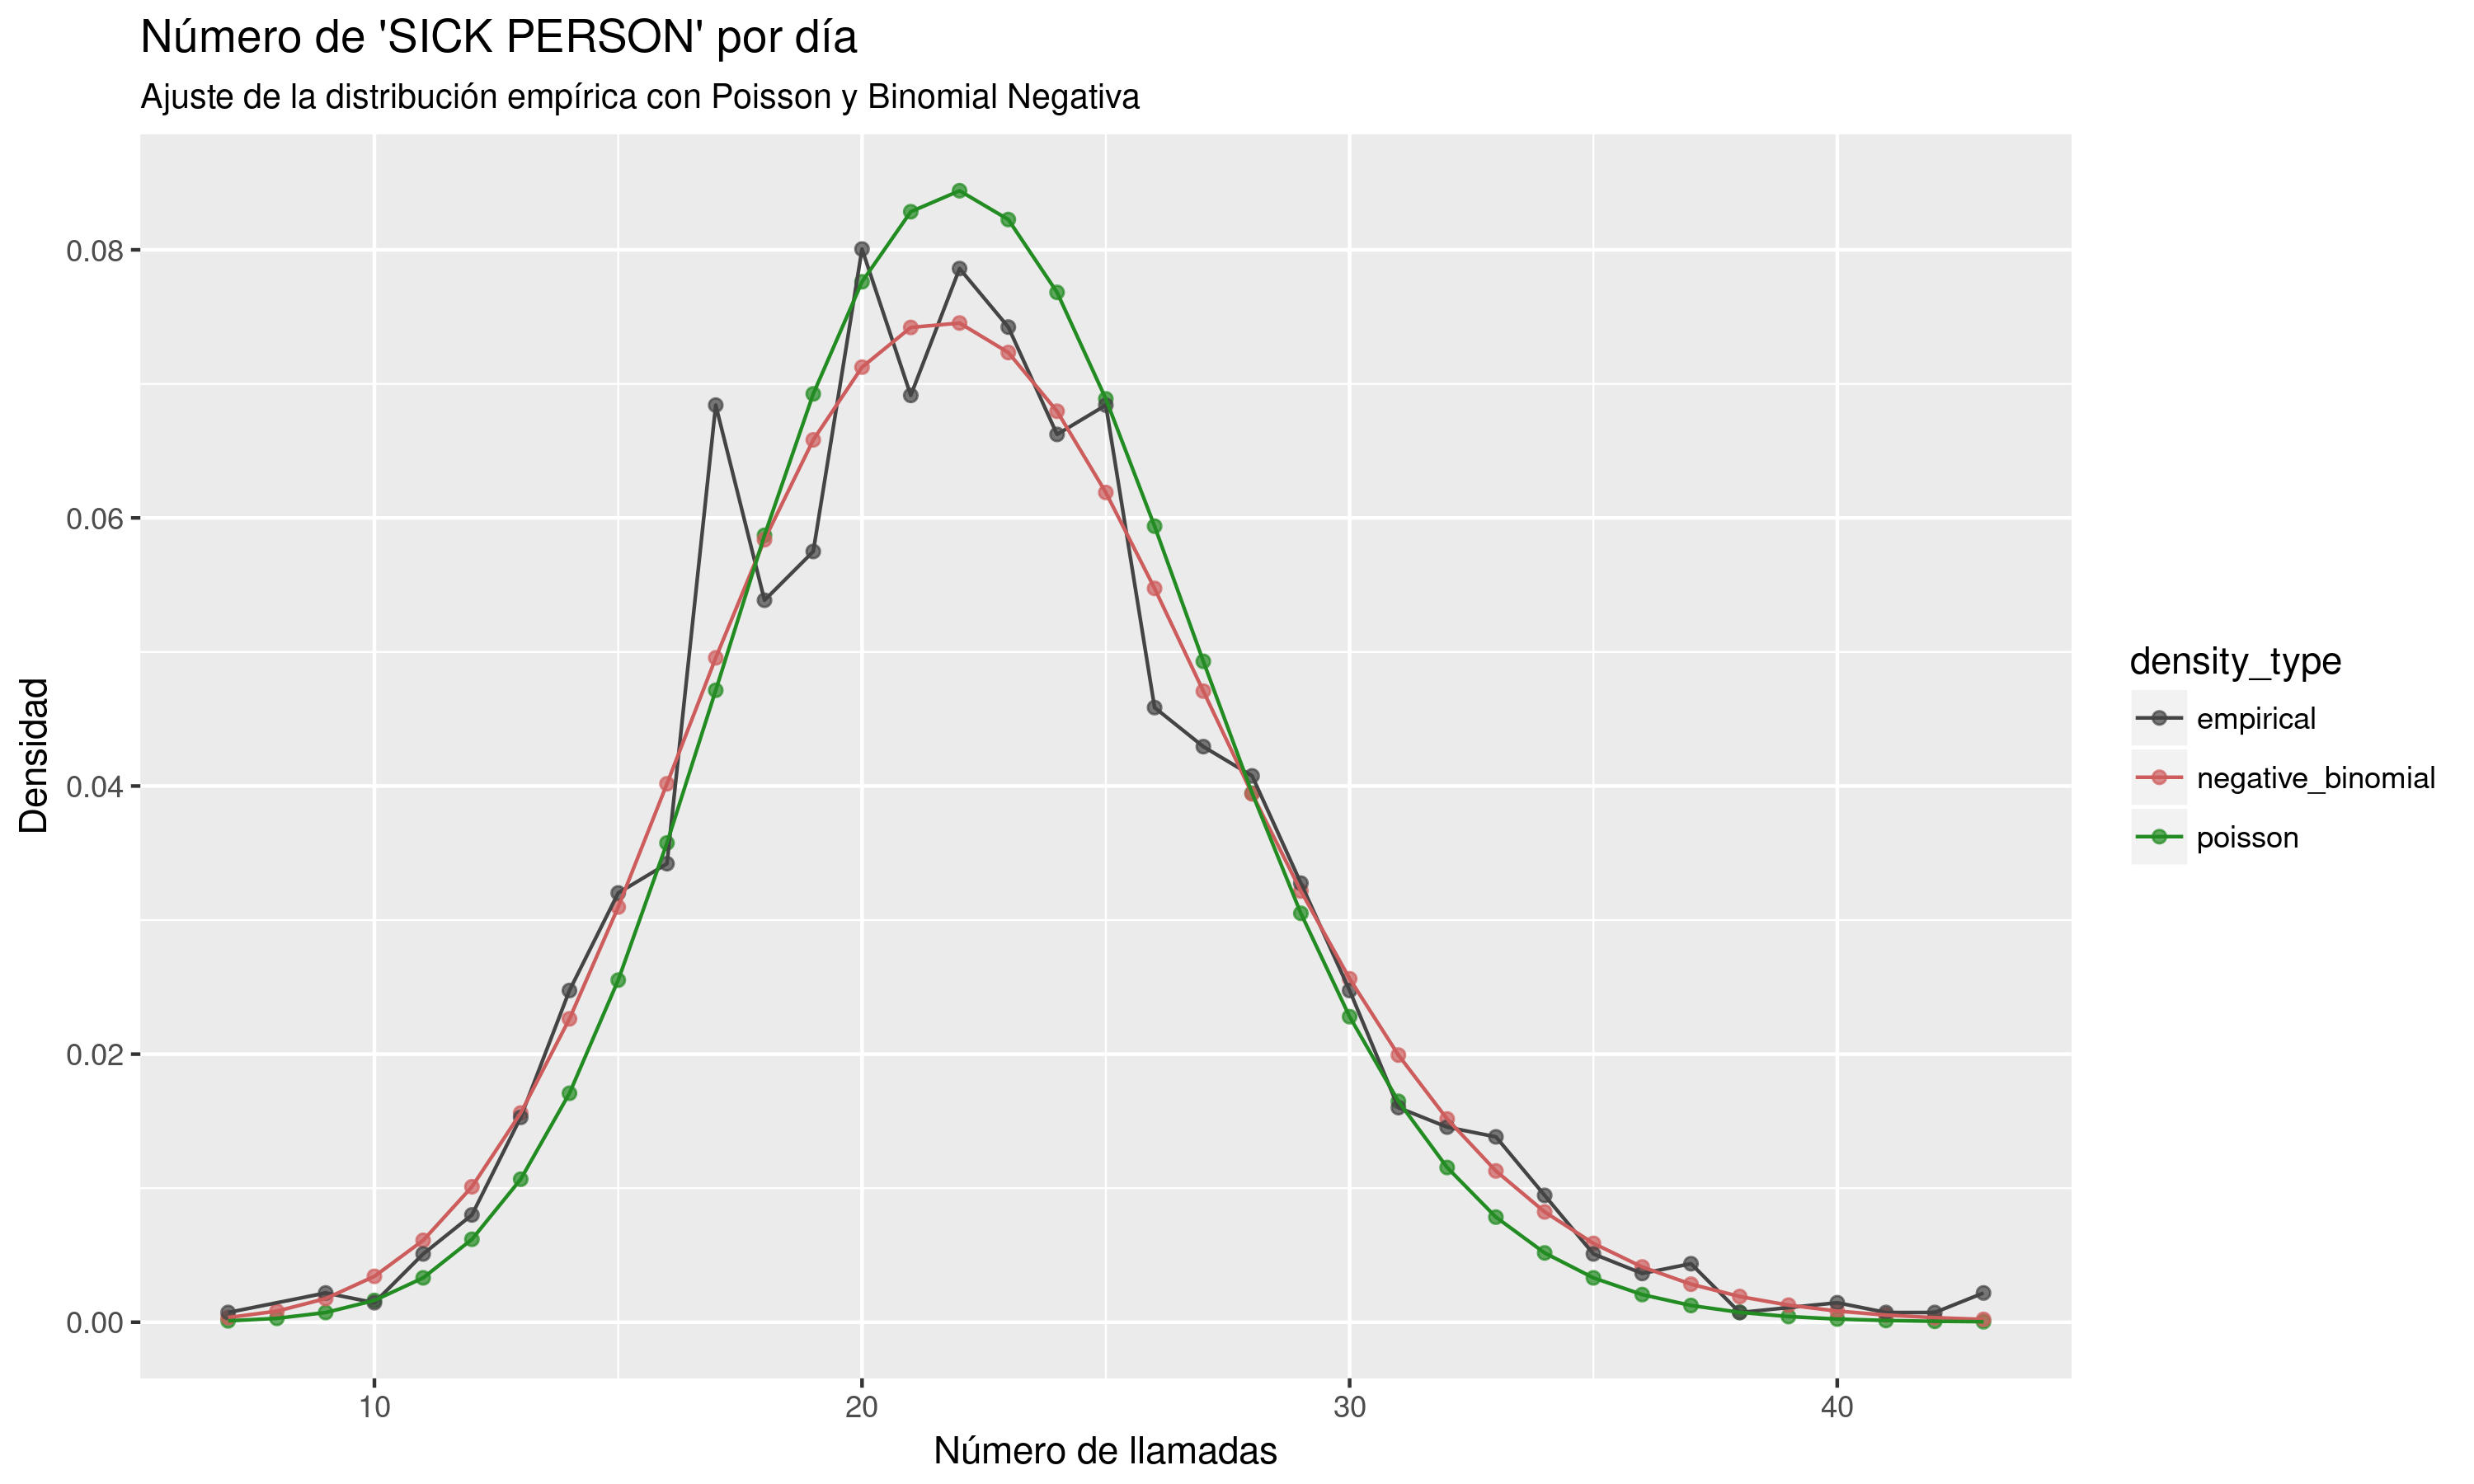 Número de 'SICK PERSON' por día
Ajuste de la distribución empírica con Poisson y Binomial Negativa
Densidad
0.08
0.06
0.04
0.02
0.00
10 20 30 40
Número de llamadas
density_type
empirical
negative_binomial
poisson